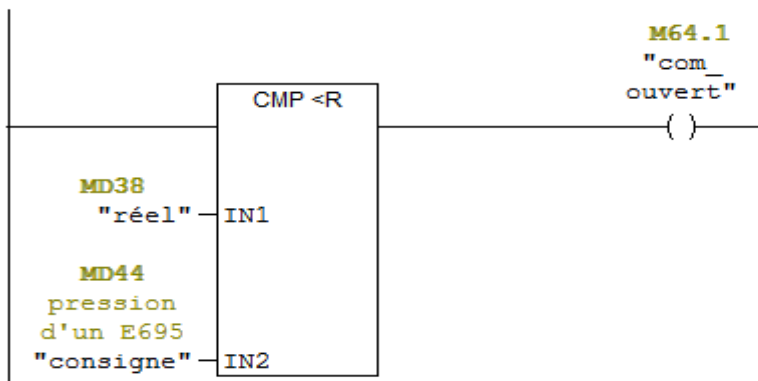 M64.1
"com_
ouvert"
CMP <R
( )
MD38
"réel"
IN1
MD44
pression
d'un E695
"consigne"
IN2